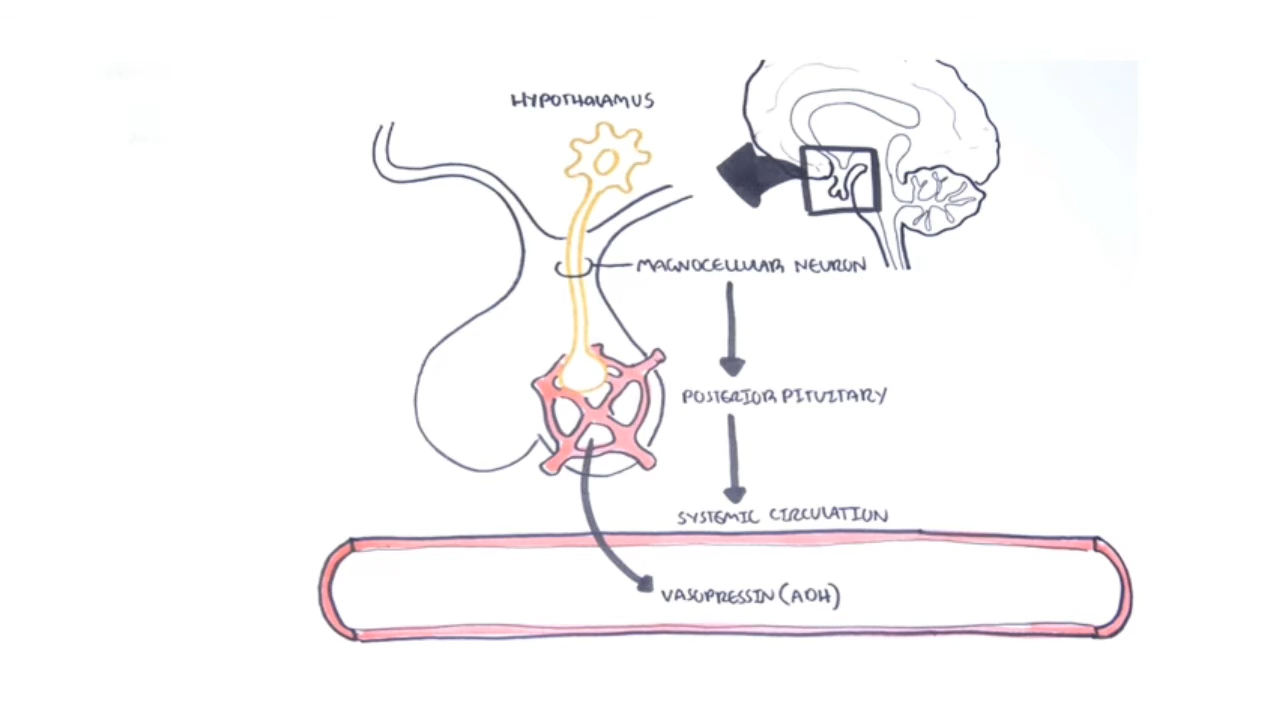 HYPOTHALAMUS
MAGNOCELLULAR NEURON
POSTERIOR PITUITARY
SYSTEMIC CIRCULATION
VASOPRESSIN (ADH)